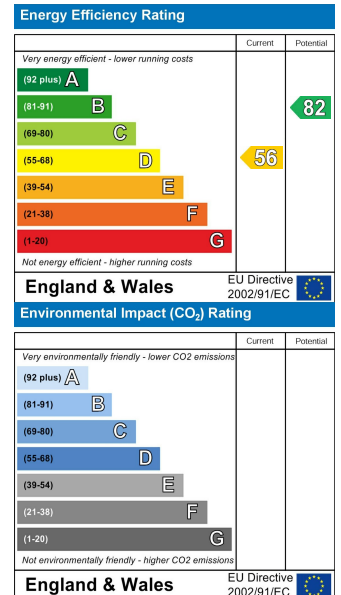 Energy Efficiency Rating
Current Potential
Very energy efficient - lower running costs
(92 plus) A
(81-91) B
82
(69-80) C
(55-68) D
56
(39-54) E
(21-38) F
(1-20) G
Not energy efficient - higher running costs
England & Wales
EU Directive
2002/91/EC
Environmental Impact (CO₂) Rating
Current Potential
Very environmentally friendly - lower CO2 emissions
(92 plus) A
(81-91) B
(69-80) C
(55-68) D
(39-54) E
(21-38) F
(1-20) G
Not environmentally friendly - higher CO2 emissions
England & Wales
EU Directive
2002/91/EC